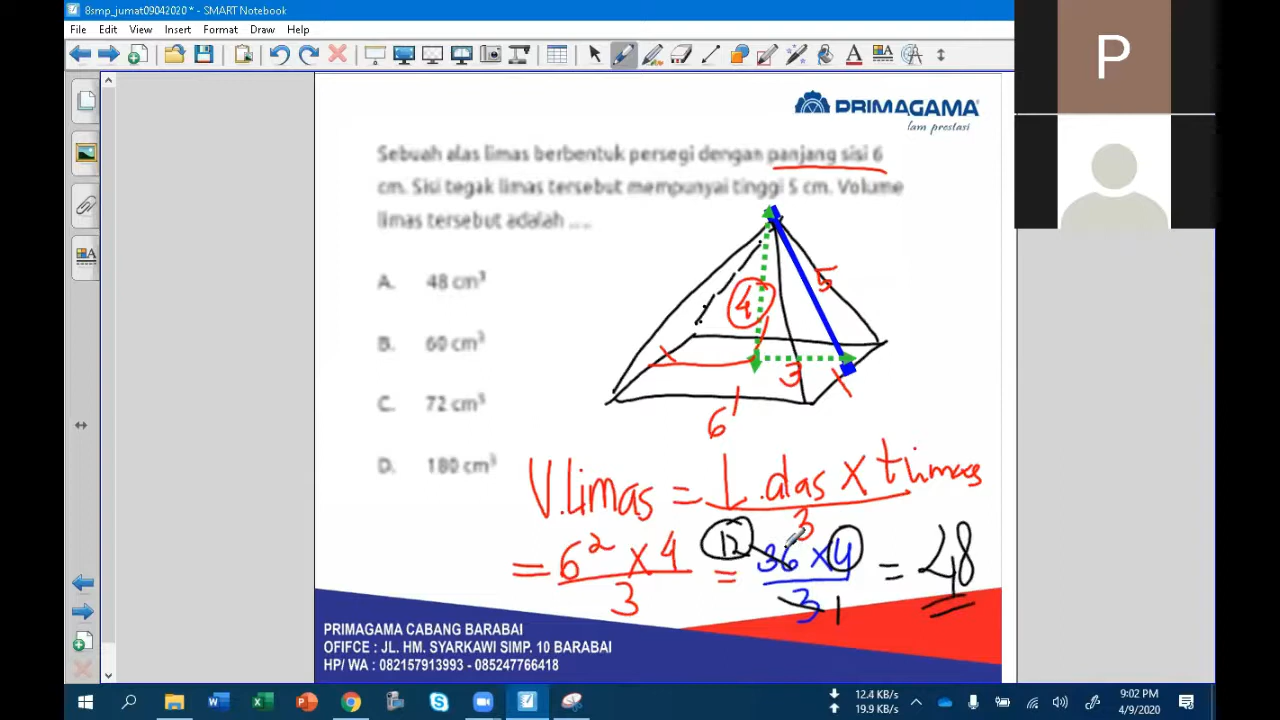 8smp_jumat09042020 * - SMART Notebook
File Edit View Insert Format Draw Help
P
PRIMAGAMA
Sebuah alas limas berbentuk persegi dengan panjang sisi 6
cm. Sisi tegak limas tersebut mempunyai tinggi 5 cm. Volume
limas tersebut adalah ....
A. 48 cm³
B. 60 cm³
C. 72 cm³
D. 180 cm³
5
4
3
6
V.limas = L.alas x t limas
3
= 6² x 4 = 36 x 4 = 48
3 3 1
12
PRIMAGAMA CABANG BARABAI
OFIFCE : JL. HM. SYARKAWI SIMP. 10 BARABAI
HP/ WA : 082157913993 - 085247766418
12.4 KB/s
19.9 KB/s
9:02 PM
4/9/2020